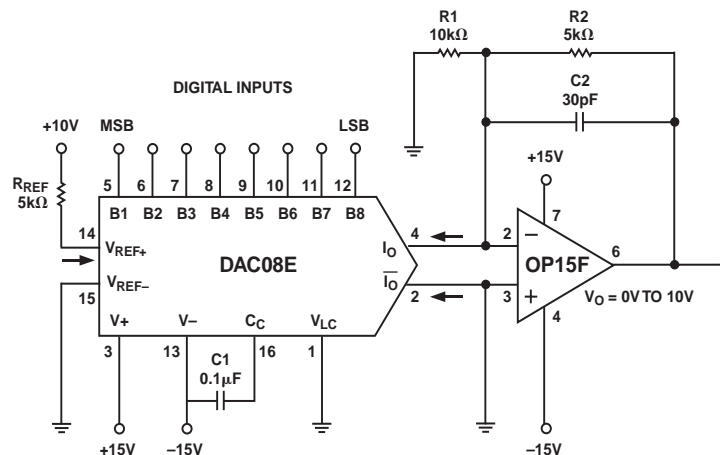 R1
10kΩ
R2
5kΩ
C2
30pF
DIGITAL INPUTS
+10V
MSB
LSB
+15V
RREF
5kΩ
5 6 7 8 9 10 11 12
B1 B2 B3 B4 B5 B6 B7 B8
14
VREF+
VREF–
15
DAC08E
IO
4
IO
2
2
–
3
+
7
OP15F
6
4
VO = 0V TO 10V
V+
V–
CC
VLC
3
13
16
1
C1
0.1µF
+15V
–15V
–15V